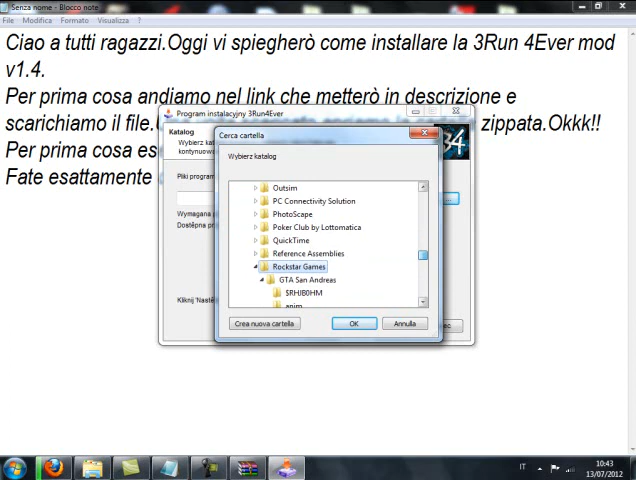 Senza nome - Blocco note
File Modifica Formato Visualizza ?
Ciao a tutti ragazzi.Oggi vi spiegherò come installare la 3Run 4Ever mod
v1.4.
Per prima cosa andiamo nel link che metterò in descrizione e
scarichiamo il file. zippata.Okkk!!
Per prima cosa
Fate esattamente
Program instalacyjny 3Run4Ever
Katalog
Wybierz
kontynuow
Pliki program
Wymagana
Dostępna
Kliknij 'Nast
34
...
Cerca cartella
Wybierz katalog
Outsim
PC Connectivity Solution
PhotoScape
Poker Club by Lottomatica
QuickTime
Reference Assemblies
Rockstar Games
GTA San Andreas
$RHJB0HM
anim
Crea nuova cartella OK Annulla
IT
10:43
13/07/2012